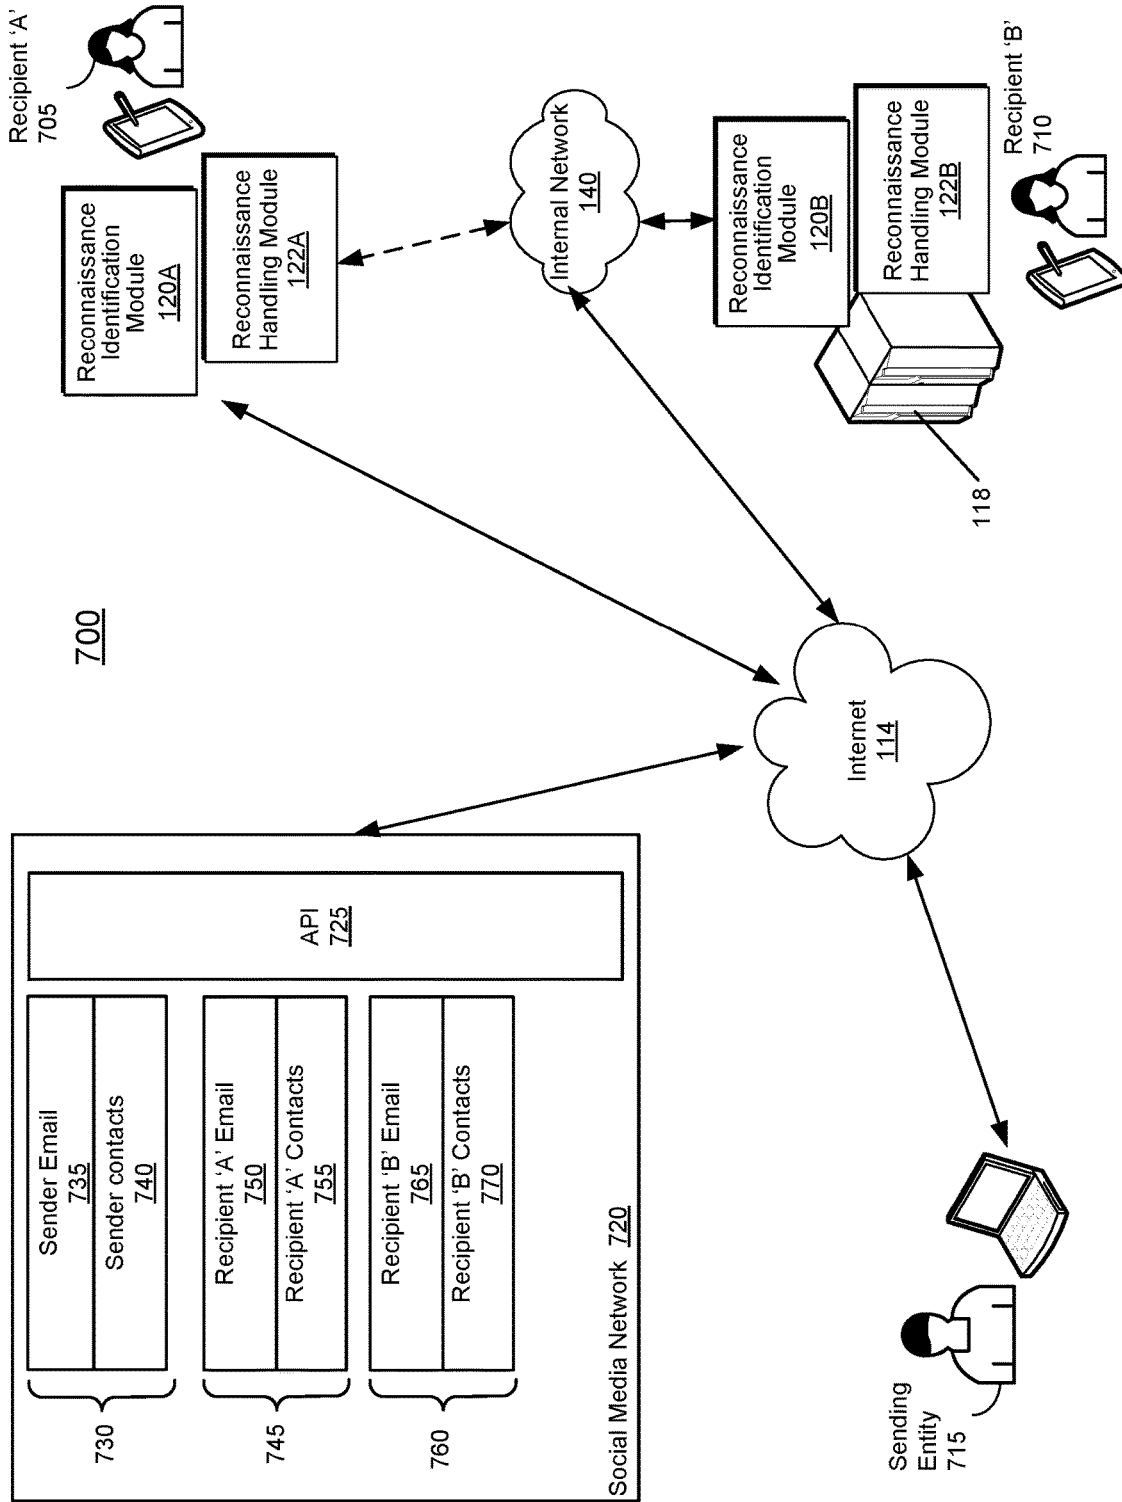 700
Sender Email
735
Sender contacts
740
730
Recipient ‘A’ Email
750
Recipient ‘A’ Contacts
755
745
Recipient ‘B’ Email
765
Recipient ‘B’ Contacts
770
760
API
725
Social Media Network 720
Recipient ‘A’
705
Reconnaissance
Identification
Module
120A
Reconnaissance
Handling Module
122A
Internal Network
140
Reconnaissance
Identification
Module
120B
Reconnaissance
Handling Module
122B
Recipient ‘B’
710
118
Internet
114
Sending
Entity
715